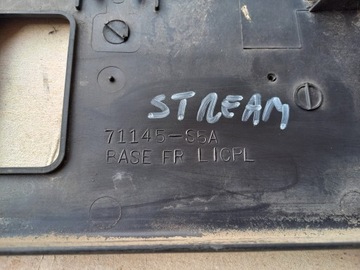 STREAM
71145-S5A
BASE FR LICPL